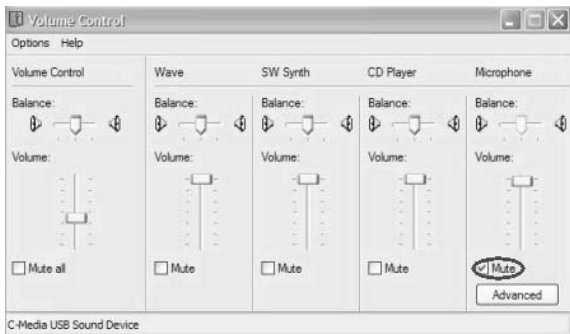 Volume Control
Options Help
Volume Control Wave SW Synth CD Player Microphone
Balance: Balance: Balance: Balance: Balance:
Volume: Volume: Volume: Volume: Volume:
Mute all Mute Mute Mute Mute
Advanced
C-Media USB Sound Device